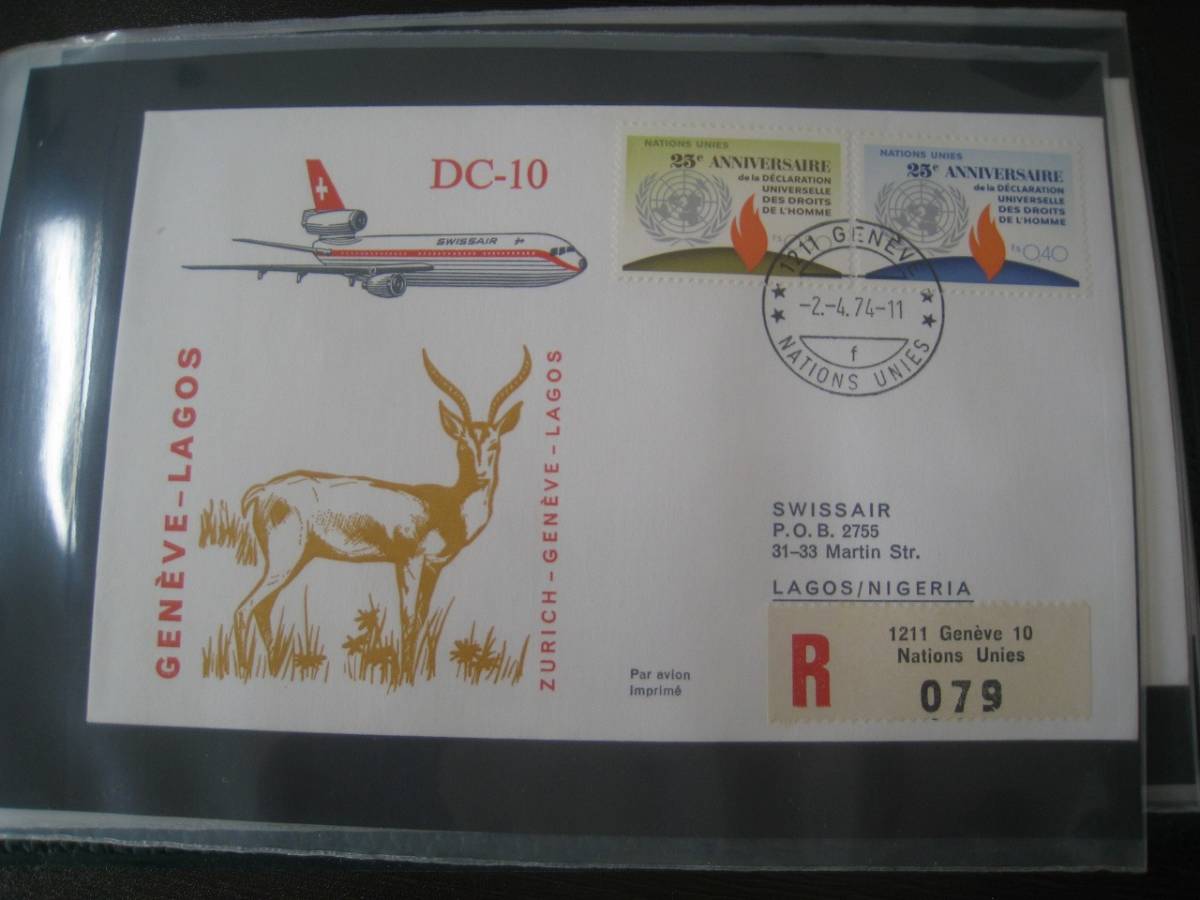 DC-10
SWISSAIR
GENÈVE-LAGOS
ZURICH-GENÈVE-LAGOS
NATIONS UNIES
25e ANNIVERSAIRE
de la DÉCLARATION
UNIVERSELLE
DES DROITS
DE L'HOMME
F.s.
NATIONS UNIES
25e ANNIVERSAIRE
de la DÉCLARATION
UNIVERSELLE
DES DROITS
DE L'HOMME
F.s. 0,40
1211 GENÈVE
-2.-4.74-11
f
NATIONS UNIES
SWISSAIR
P.O.B. 2755
31–33 Martin Str.
LAGOS/NIGERIA
Par avion
Imprimé
R
1211 Genève 10
Nations Unies
079